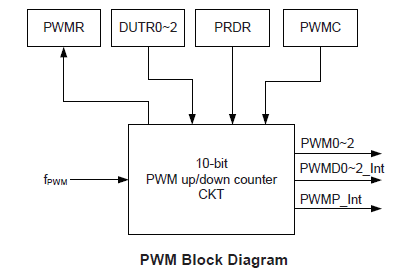 PWMR DUTR0~2 PRDR PWMC
10-bit
PWM up/down counter
CKT
fPWM
PWM0~2
PWMD0~2_Int
PWMP_Int
PWM Block Diagram